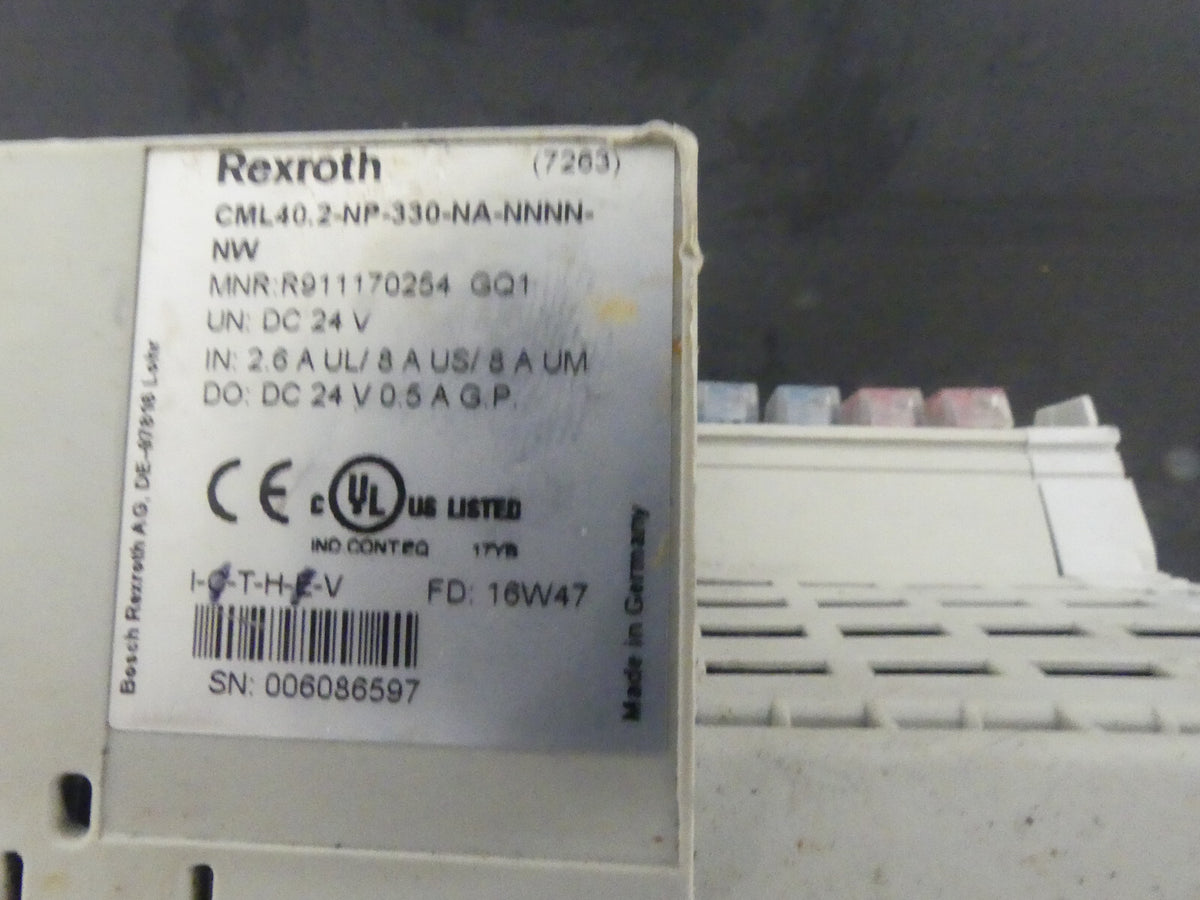 Rexroth (7263)
CML40.2-NP-330-NA-NNNN-
NW
MNR:R911170254 GQ1
UN: DC 24 V
IN: 2.6 A UL/ 8 A US/ 8 A UM
DO: DC 24 V 0.5 A G.P.
CE C UL US LISTED
IND CONT EQ 17YB
I- -T-H- -V FD: 16W47
SN: 006086597
Bosch Rexroth AG, DE-97816 Lohr
Made in Germany